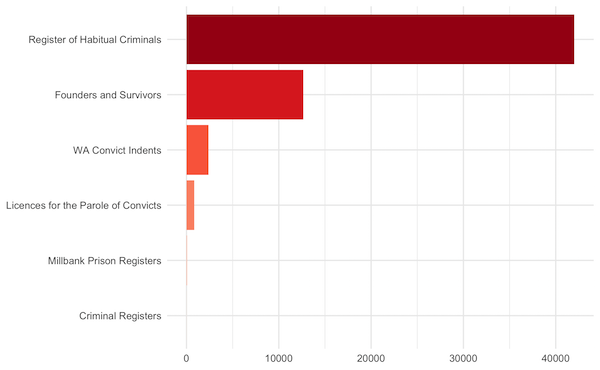 Register of Habitual Criminals
Founders and Survivors
WA Convict Indents
Licences for the Parole of Convicts
Millbank Prison Registers
Criminal Registers
0 10000 20000 30000 40000